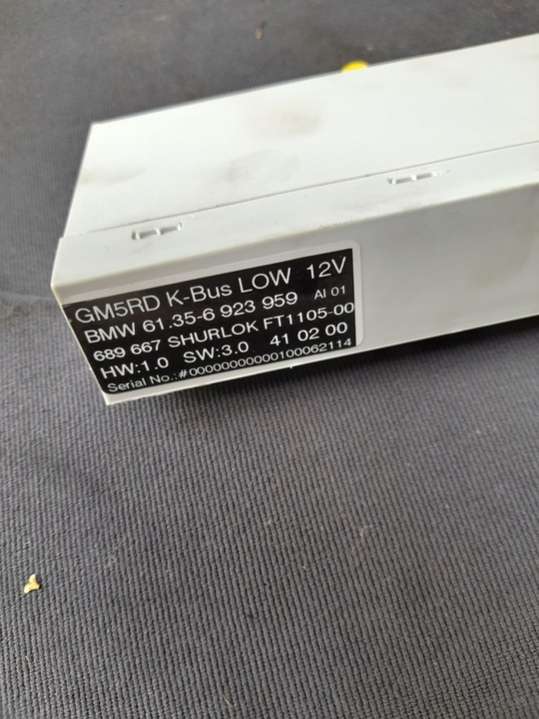 GM5RD K-Bus LOW 12V
BMW 61.35-6 923 959 AI 01
689 667 SHURLOK FT1105-00
HW:1.0 SW:3.0 41 02 00
Serial No.:#00000000000100062114